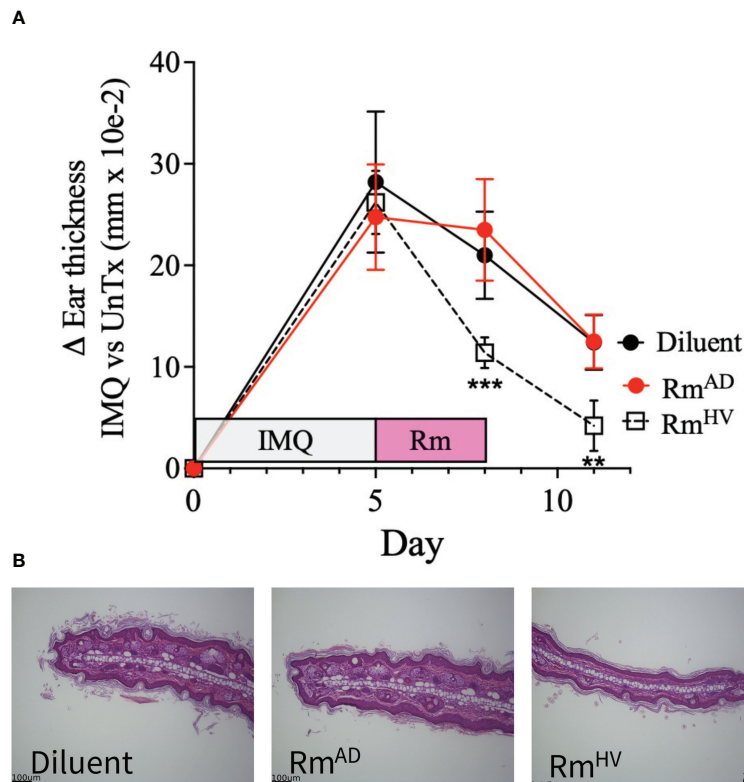 A
Δ Ear thickness
IMQ vs UnTx (mm x 10e-2)
40
30
20
10
0
IMQ
Rm
***
**
Diluent
Rm^AD
Rm^HV
0
5
10
Day
B
Diluent
100um
Rm^AD
100um
Rm^HV
100um